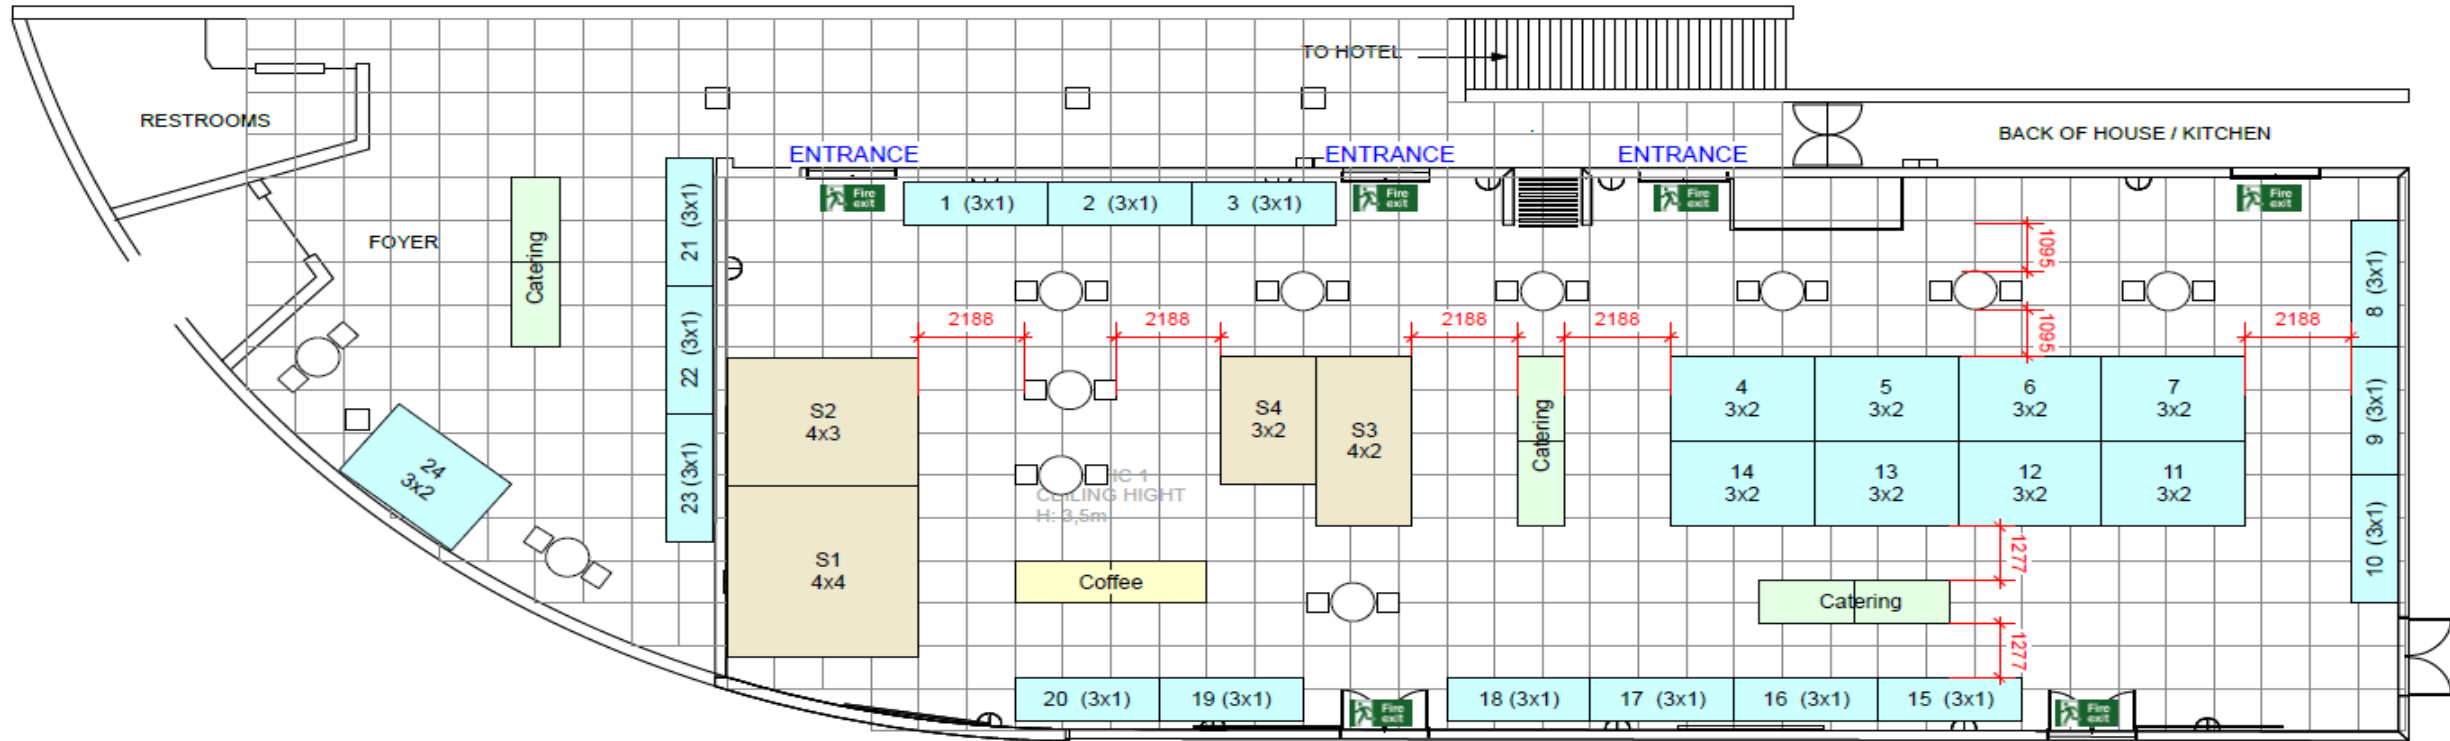 TO HOTEL
RESTROOMS
BACK OF HOUSE / KITCHEN
ENTRANCE
ENTRANCE
ENTRANCE
Fire
exit
Fire
exit
Fire
exit
Fire
exit
1 (3x1)
2 (3x1)
3 (3x1)
FOYER
Catering
21 (3x1)
22 (3x1)
23 (3x1)
1095
1095
8 (3x1)
9 (3x1)
10 (3x1)
2188
2188
2188
2188
2188
S2
4x3
S1
4x4
S4
3x2
S3
4x2
Catering
4
3x2
5
3x2
6
3x2
7
3x2
14
3x2
13
3x2
12
3x2
11
3x2
24
3x2
IC 1
CEILING HIGHT
H: 3,5m
Coffee
1277
Catering
1277
20 (3x1)
19 (3x1)
Fire
exit
18 (3x1)
17 (3x1)
16 (3x1)
15 (3x1)
Fire
exit